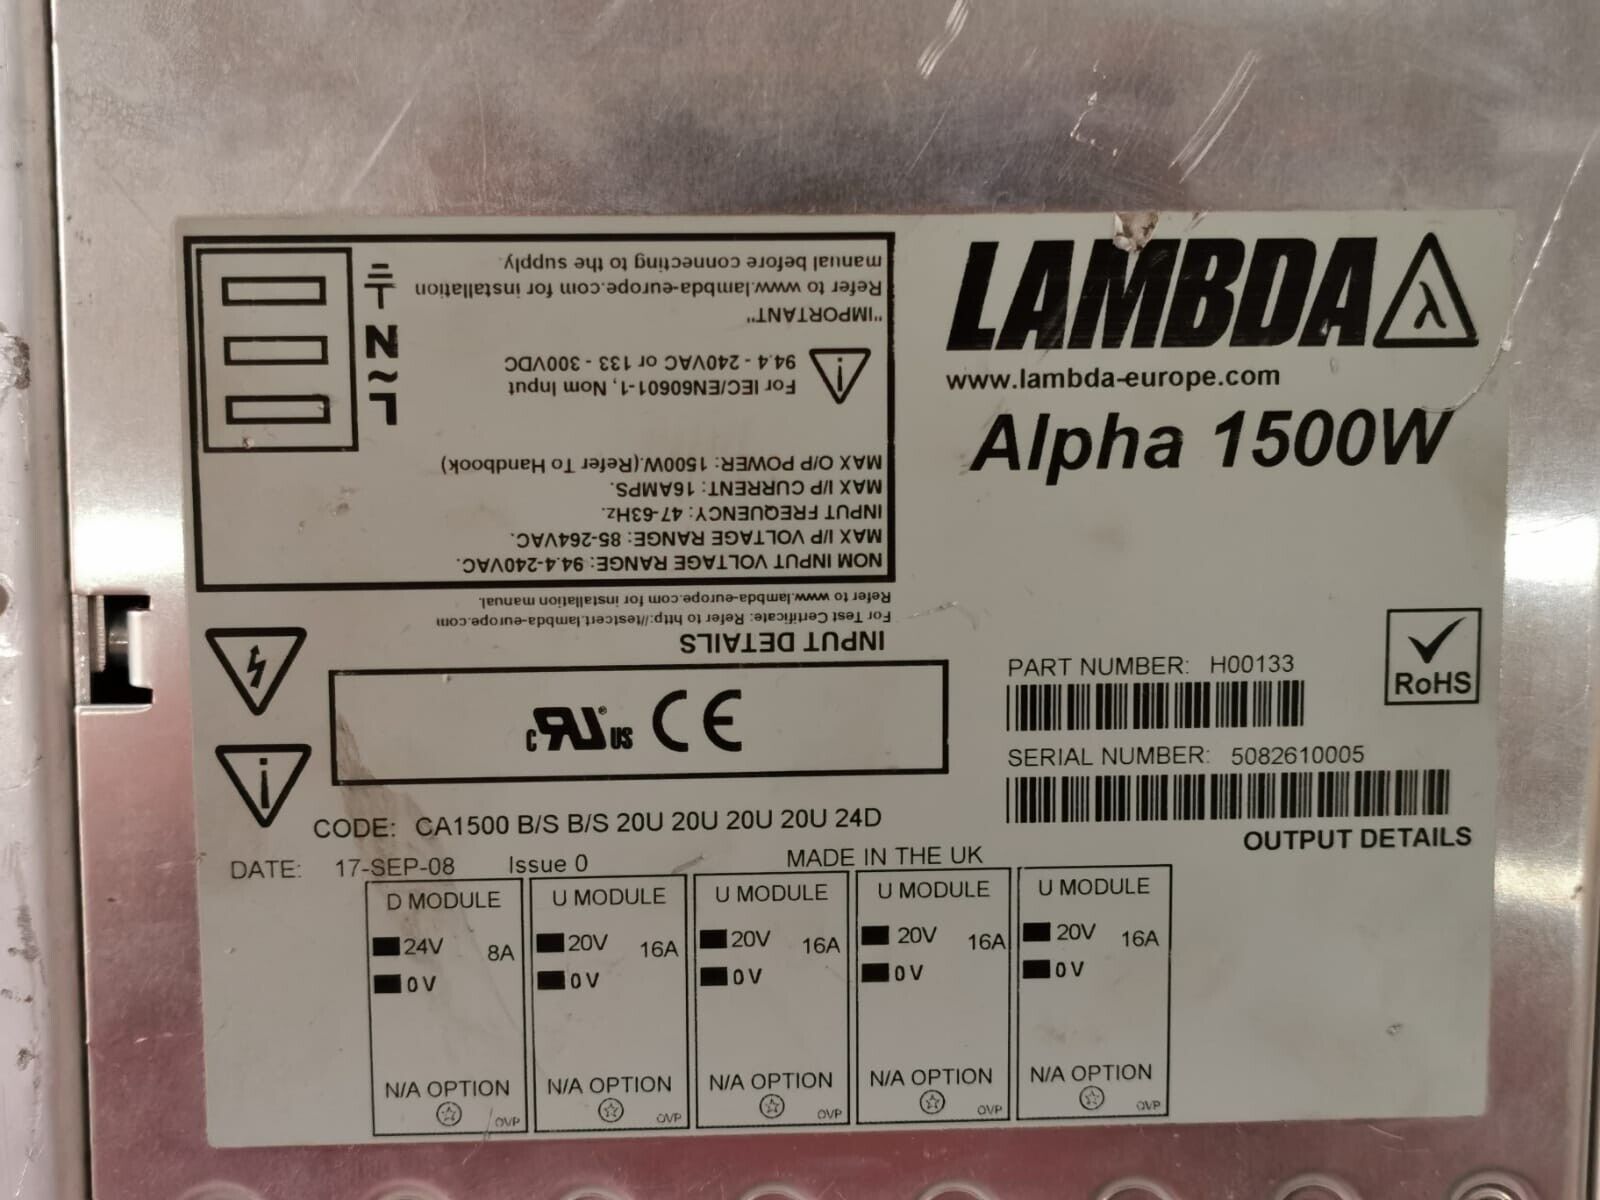 LAMBDA λ
www.lambda-europe.com
Alpha 1500W
INPUT DETAILS
For Test Certificate: Refer to http://testcert.lambda-europe.com
Refer to www.lambda-europe.com for installation manual.
NOM INPUT VOLTAGE RANGE: 94.4-240VAC.
MAX I/P VOLTAGE RANGE: 85-264VAC.
INPUT FREQUENCY: 47-63Hz.
MAX I/P CURRENT: 16AMPS.
MAX O/P POWER: 1500W.(Refer To Handbook)
L
~
N
i
For IEC/EN60601-1, Nom Input
94.4 - 240VAC or 133 - 300VDC
"IMPORTANT"
Refer to www.lambda-europe.com for installation
manual before connecting to the supply.
c RU® US CE
i
PART NUMBER: H00133
RoHS
SERIAL NUMBER: 5082610005
CODE: CA1500 B/S B/S 20U 20U 20U 20U 24D
OUTPUT DETAILS
DATE: 17-SEP-08 Issue 0 MADE IN THE UK
D MODULE
24V 8A
0 V
N/A OPTION
OVP
U MODULE
20V 16A
0 V
N/A OPTION
OVP
U MODULE
20V 16A
0 V
N/A OPTION
OVP
U MODULE
20V 16A
0 V
N/A OPTION
OVP
U MODULE
20V 16A
0 V
N/A OPTION
OVP